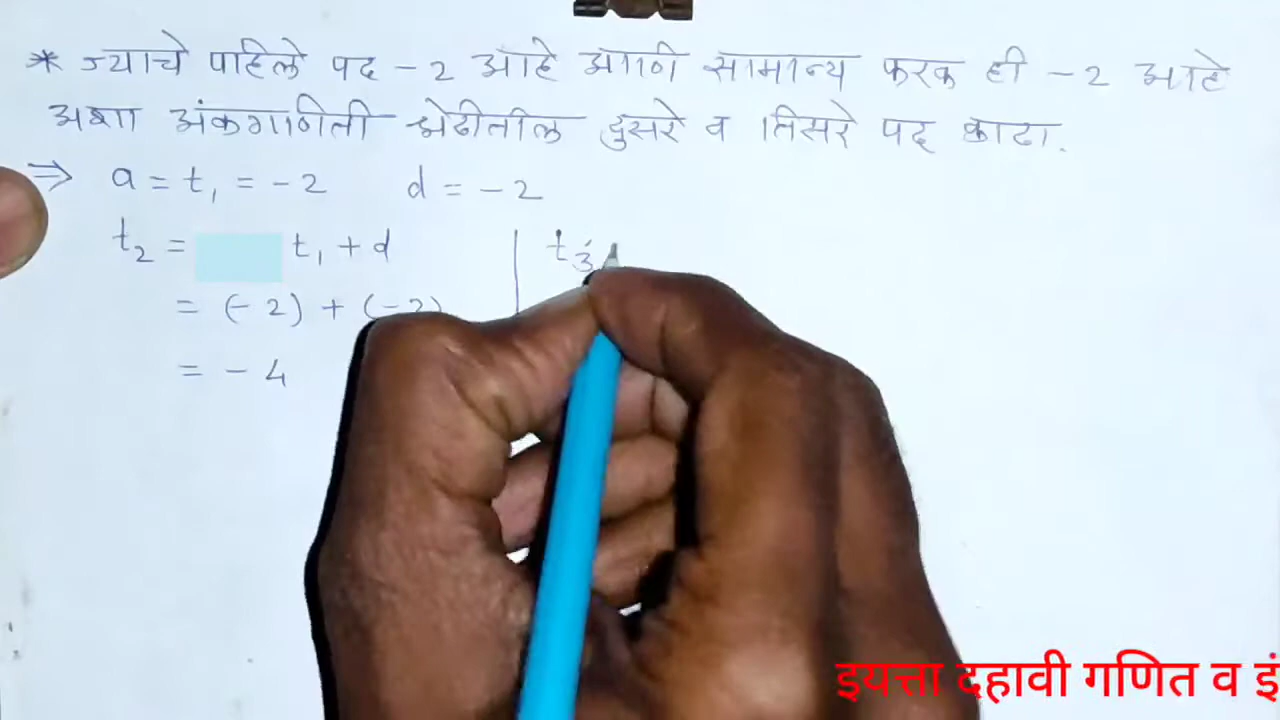 * ज्याचे पाहिले पद -2 आहे आणि सामान्य फरक ही -2 आहे
अशा अंकगणिती श्रेढीतील दुसरे व तिसरे पद काढा.
⇒ a = t₁ = -2 d = -2
t₂ = t₁ + d
= (-2) + (-2)
= -4
t₃
इयत्ता दहावी गणित व इं